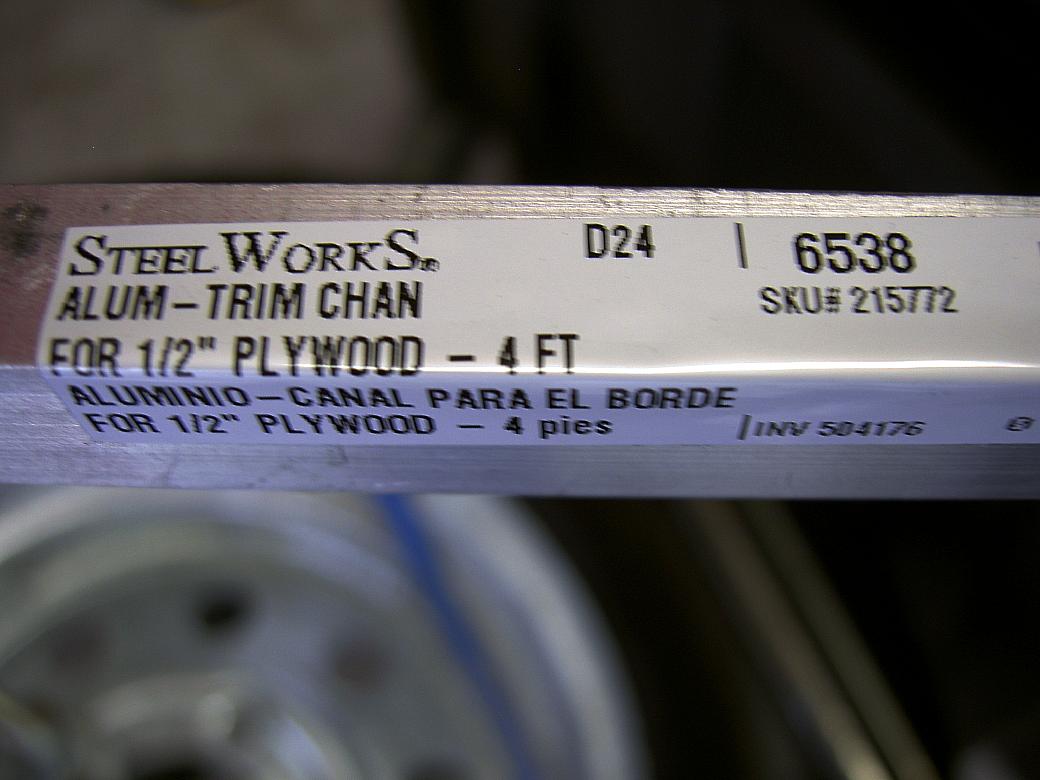 STEELWORKS® D24 | 6538
ALUM-TRIM CHAN SKU# 215772
FOR 1/2" PLYWOOD - 4 FT
ALUMINIO-CANAL PARA EL BORDE
FOR 1/2" PLYWOOD - 4 pies | INV 504176